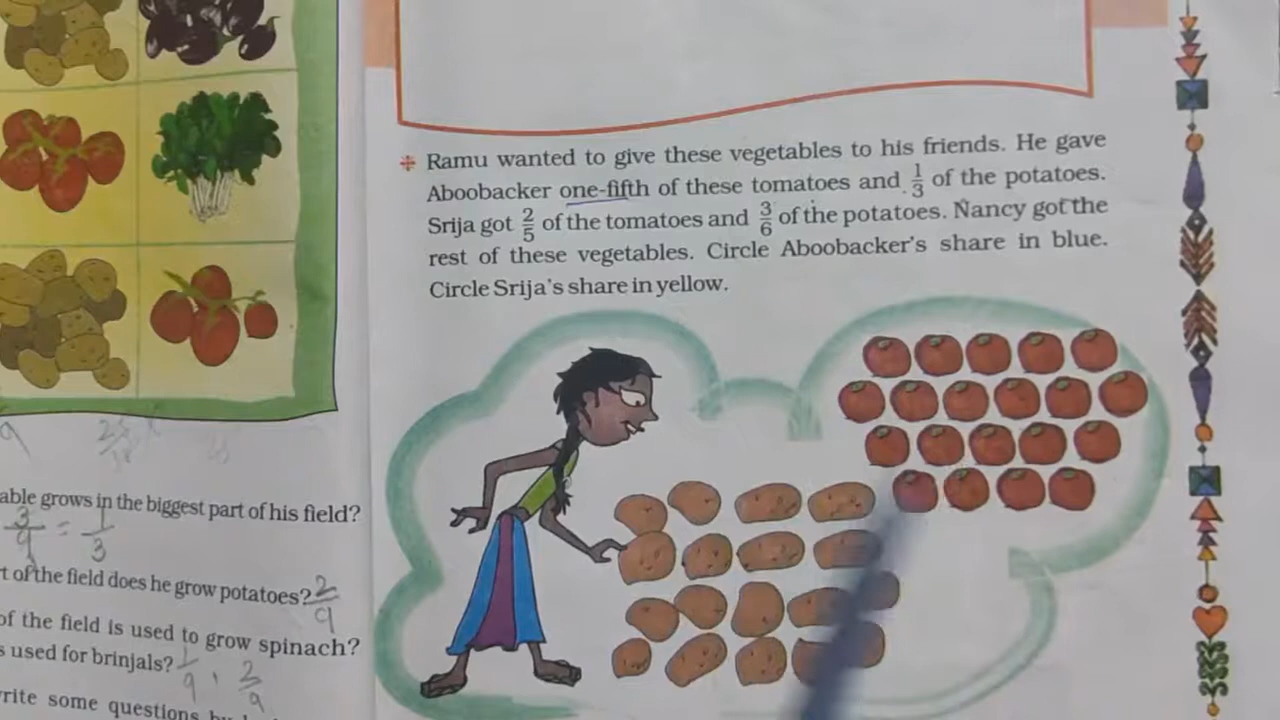 Ramu wanted to give these vegetables to his friends. He gave
Aboobacker one-fifth of these tomatoes and 1/3 of the potatoes.
Srija got 2/5 of the tomatoes and 3/6 of the potatoes. Nancy got the
rest of these vegetables. Circle Aboobacker's share in blue.
Circle Srija's share in yellow.
able grows in the biggest part of his field?
3/9 = 1/3
t of the field does he grow potatoes? 2/9
of the field is used to grow spinach?
s used for brinjals? 1/9, 2/9
rite some questions